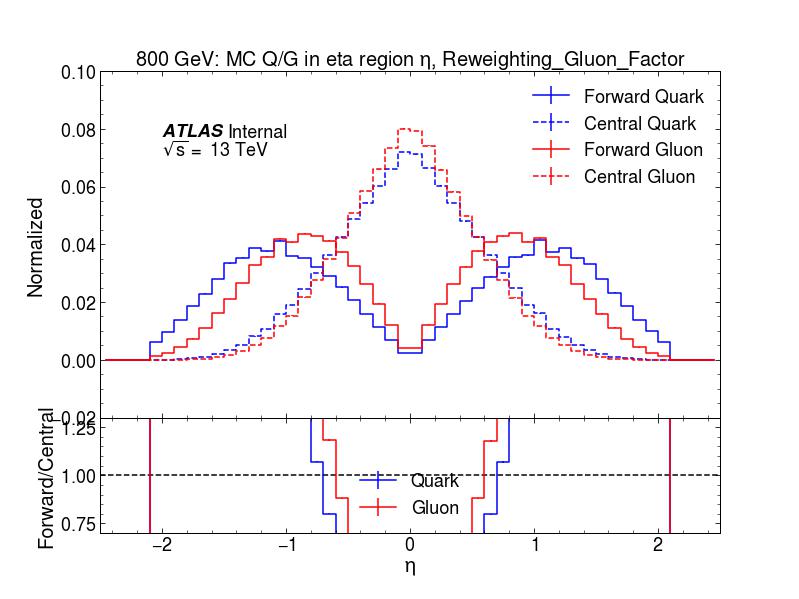 800 GeV: MC Q/G in eta region η, Reweighting_Gluon_Factor
0.10
0.08
0.06
0.04
0.02
0.00
0.02
Normalized
ATLAS Internal
√s = 13 TeV
Forward Quark
Central Quark
Forward Gluon
Central Gluon
1.25
1.00
0.75
Forward/Central
Quark
Gluon
−2 −1 0 1 2
η